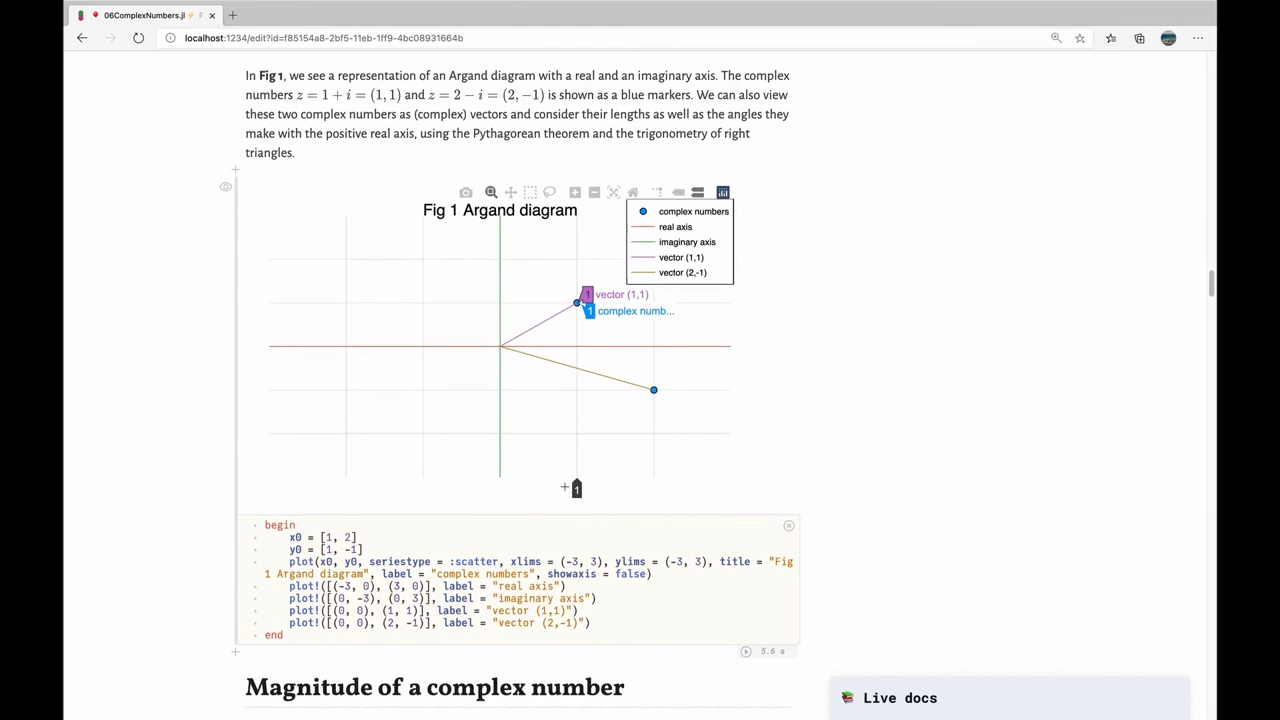 06ComplexNumbers.jl
localhost:1234/edit?id=f85154a8-2bf5-11eb-1ff9-4bc08931664b
In Fig 1, we see a representation of an Argand diagram with a real and an imaginary axis. The complex
numbers z = 1 + i = (1, 1) and z = 2 − i = (2, −1) is shown as a blue markers. We can also view
these two complex numbers as (complex) vectors and consider their lengths as well as the angles they
make with the positive real axis, using the Pythagorean theorem and the trigonometry of right
triangles.
Fig 1 Argand diagram
complex numbers
real axis
imaginary axis
vector (1,1)
vector (2,-1)
1 vector (1,1)
1 complex numb...
1
begin
x0 = [1, 2]
y0 = [1, -1]
plot(x0, y0, seriestype = :scatter, xlims = (-3, 3), ylims = (-3, 3), title = "Fig
1 Argand diagram", label = "complex numbers", showaxis = false)
plot!([(-3, 0), (3, 0)], label = "real axis")
plot!([(0, -3), (0, 3)], label = "imaginary axis")
plot!([(0, 0), (1, 1)], label = "vector (1,1)")
plot!([(0, 0), (2, -1)], label = "vector (2,-1)")
end
5.6 s
Magnitude of a complex number
Live docs